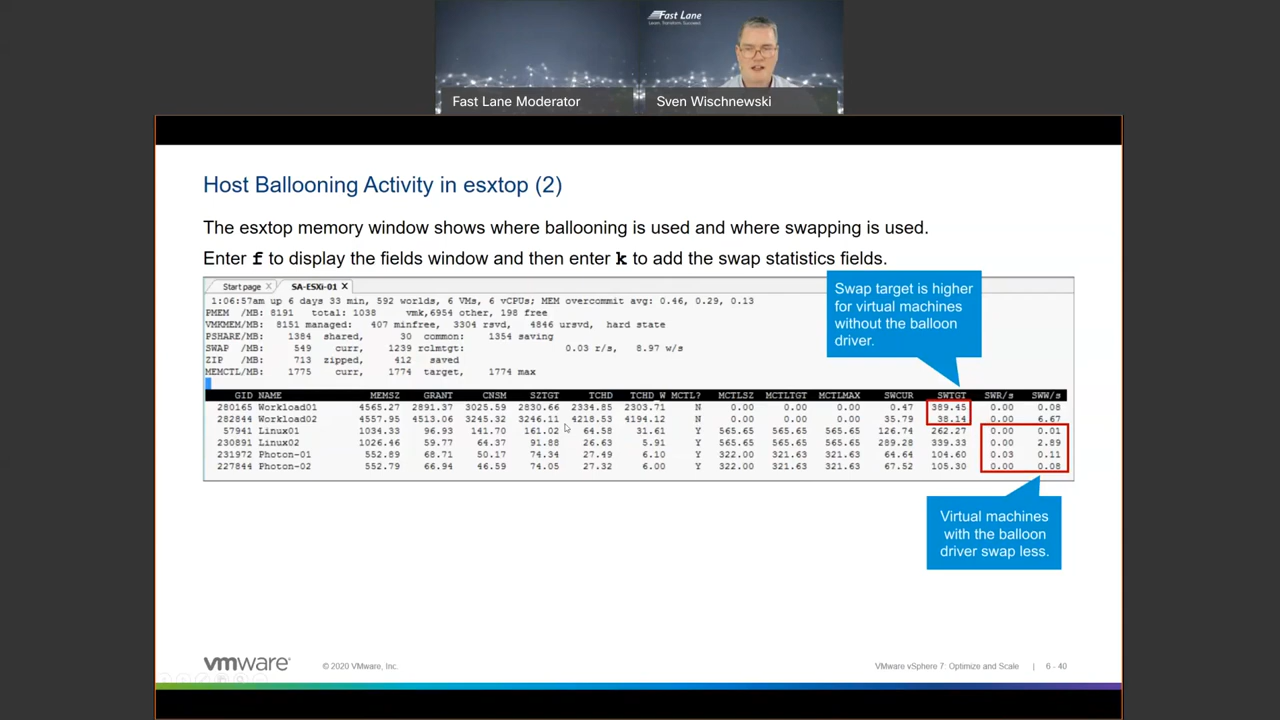 Fast Lane
Fast Lane Moderator
Sven Wischnewski
Host Ballooning Activity in esxtop (2)
The esxtop memory window shows where ballooning is used and where swapping is used.
Enter f to display the fields window and then enter k to add the swap statistics fields.
Swap target is higher
for virtual machines
without the balloon
driver.
Start page X SA-ESXi-01 X
1:06:57am up 6 days 33 min, 592 worlds, 6 VMs, 6 vCPUs; MEM overcommit avg: 0.46, 0.29, 0.13
PMEM /MB: 8191 total: 1038 vmk,6954 other, 198 free
VMKMEM/MB: 8151 managed: 407 minfree, 3304 rsvd, 4846 ursvd, hard state
PSHARE/MB: 1384 shared, 30 common: 1354 saving
SWAP /MB: 549 curr, 1239 rclmtgt: 0.03 r/s, 8.97 w/s
ZIP /MB: 713 zipped, 412 saved
MEMCTL/MB: 1775 curr, 1774 target, 1774 max
GID NAME MEMSZ GRANT CNSM SZTGT TCHD TCHD W MCTL? MCTLSZ MCTLTGT MCTLMAX SWCUR SWTGT SWR/s SWW/s
280165 Workload01 4565.27 2891.37 3025.59 2830.66 2334.85 2303.71 N 0.00 0.00 0.00 0.47 389.45 0.00 0.08
282844 Workload02 4557.95 4513.06 3245.32 3246.11 4218.53 4194.12 N 0.00 0.00 0.00 35.79 38.14 0.00 6.67
57941 Linux01 1034.33 96.93 141.70 161.02 64.58 31.61 Y 565.65 565.65 565.65 126.74 262.27 0.00 0.01
230891 Linux02 1026.46 59.77 64.37 91.88 26.63 5.91 Y 565.65 565.65 565.65 289.28 339.33 0.00 2.89
231972 Photon-01 552.89 68.71 50.17 74.34 27.49 6.10 Y 322.00 321.63 321.63 64.64 104.60 0.03 0.11
227844 Photon-02 552.79 66.94 46.59 74.05 27.32 6.00 Y 322.00 321.63 321.63 67.52 105.30 0.00 0.08
Virtual machines
with the balloon
driver swap less.
vmware® © 2020 VMware, Inc. VMware vSphere 7: Optimize and Scale | 6 - 40